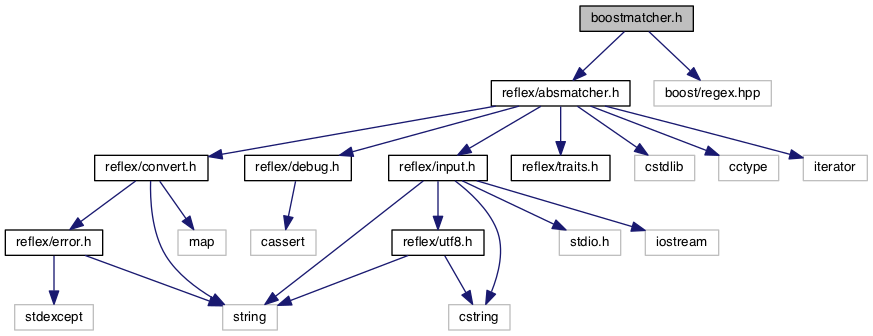 boostmatcher.h
reflex/absmatcher.h
boost/regex.hpp
reflex/convert.h
reflex/debug.h
reflex/input.h
reflex/traits.h
cstdlib
cctype
iterator
reflex/error.h
map
cassert
reflex/utf8.h
stdio.h
iostream
stdexcept
string
cstring